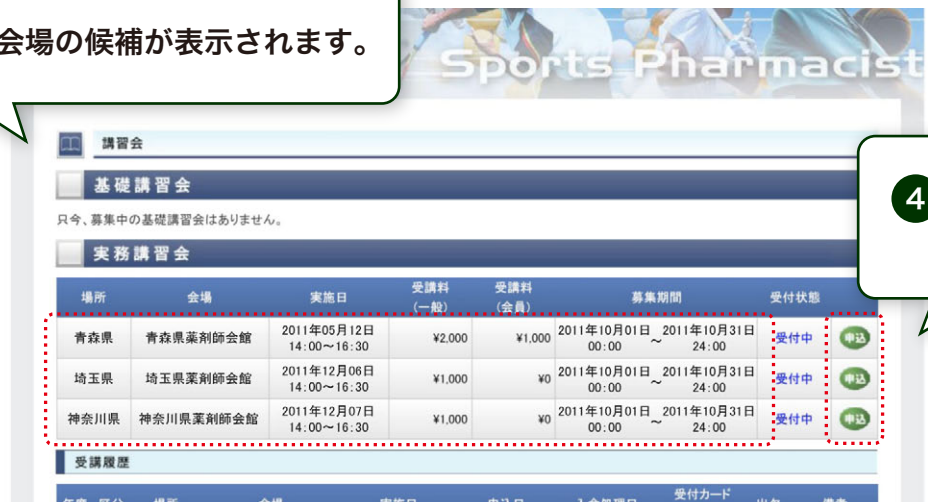 会場の候補が表示されます。
Sports Pharmacist
4
講習会
基礎講習会
只今、募集中の基礎講習会はありません。
実務講習会
場所 会場 実施日 受講料（一般） 受講料（会員） 募集期間 受付状態
青森県 青森県薬剤師会館 2011年05月12日 14:00～16:30 ¥2,000 ¥1,000 2011年10月01日 00:00 ～ 2011年10月31日 24:00 受付中 申込
埼玉県 埼玉県薬剤師会館 2011年12月06日 14:00～16:30 ¥1,000 ¥0 2011年10月01日 00:00 ～ 2011年10月31日 24:00 受付中 申込
神奈川県 神奈川県薬剤師会館 2011年12月07日 14:00～16:30 ¥1,000 ¥0 2011年10月01日 00:00 ～ 2011年10月31日 24:00 受付中 申込
受講履歴
受付カード